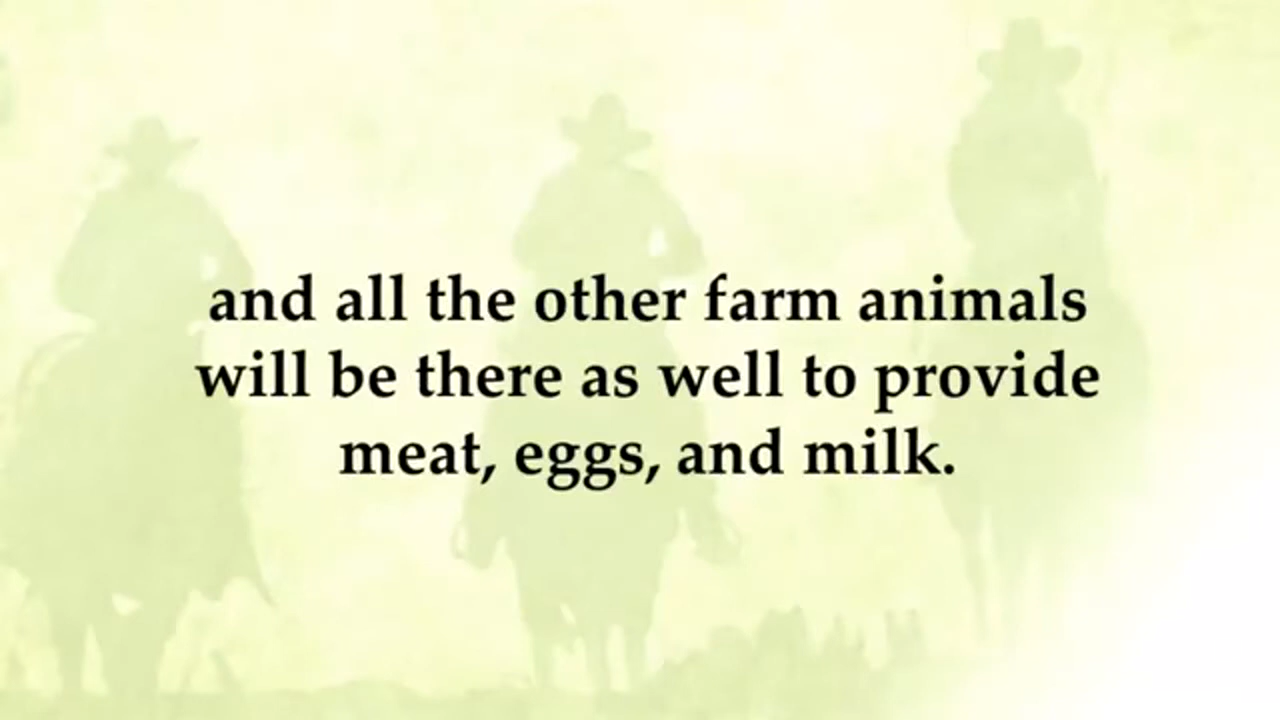 and all the other farm animals
will be there as well to provide
meat, eggs, and milk.